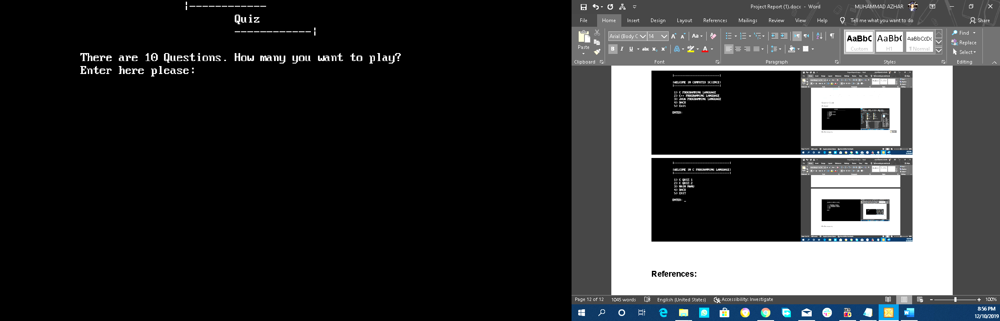 ¦------------
Quiz
------------¦
There are 10 Questions. How many you want to play?
Enter here please:
Project Report (1).docx - Word
MUHAMMAD AZHAR
File Home Insert Design Layout References Mailings Review View Help Tell me what you want to do Share
Paste
Clipboard
Arial (Body C 14
Aa
B I U abc x₂ x²
A A
Font
Paragraph
AaBbC AaBb( AaBbCcDc
Custom H1 ¶ Normal
Styles
Find
Replace
Select
Editing
¦WELCOME IN COMPUTER SCIENCE¦
1) C PROGRAMMING LANGUAGE
2) C++ PROGRAMMING LANGUAGE
3) JAVA PROGRAMMING LANGUAGE
4) BACK
5) Exit
ENTER:
¦WELCOME IN C PROGRAMMING LANGUAGE¦
1) C QUIZ 1
2) C QUIZ 2
3) MAIN MANU
4) BACK
5) EXIT
ENTER: _
References:
Page 12 of 12 1045 words English (United States) Accessibility: Investigate 100%
8:56 PM
12/10/2019